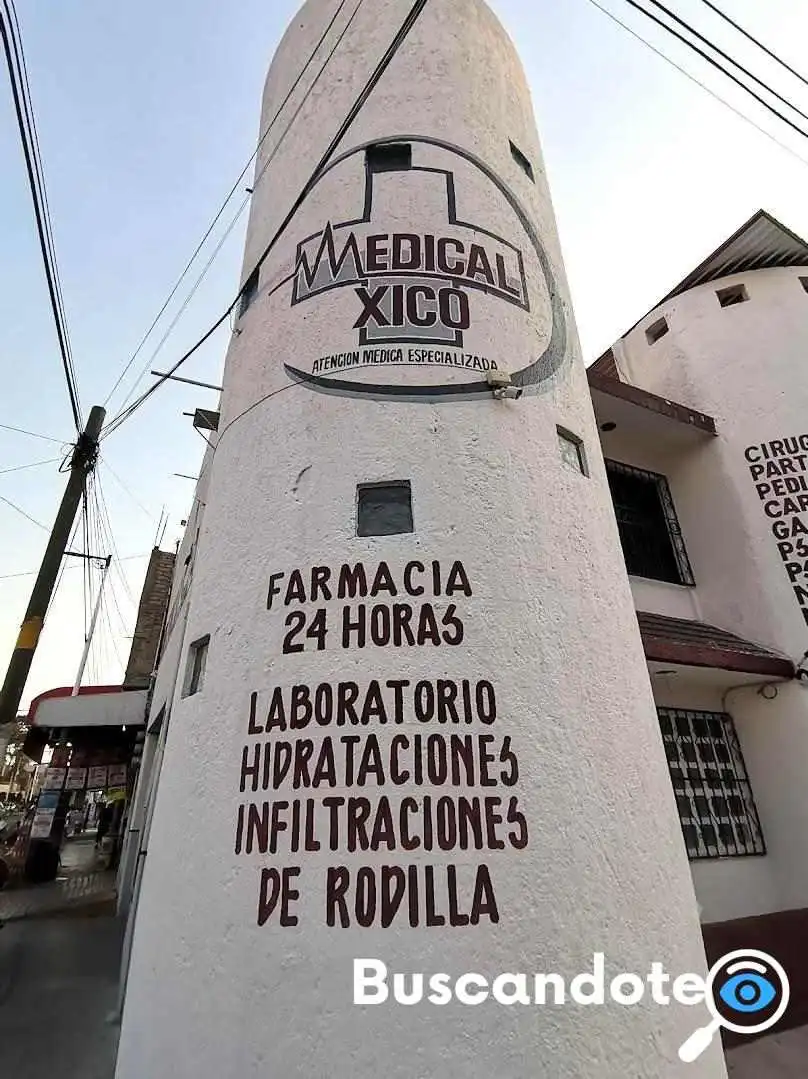 MEDICAL
XICO
ATENCION MEDICA ESPECIALIZADA
FARMACIA
24 HORAS
LABORATORIO
HIDRATACIONES
INFILTRACIONES
DE RODILLA
Buscandote